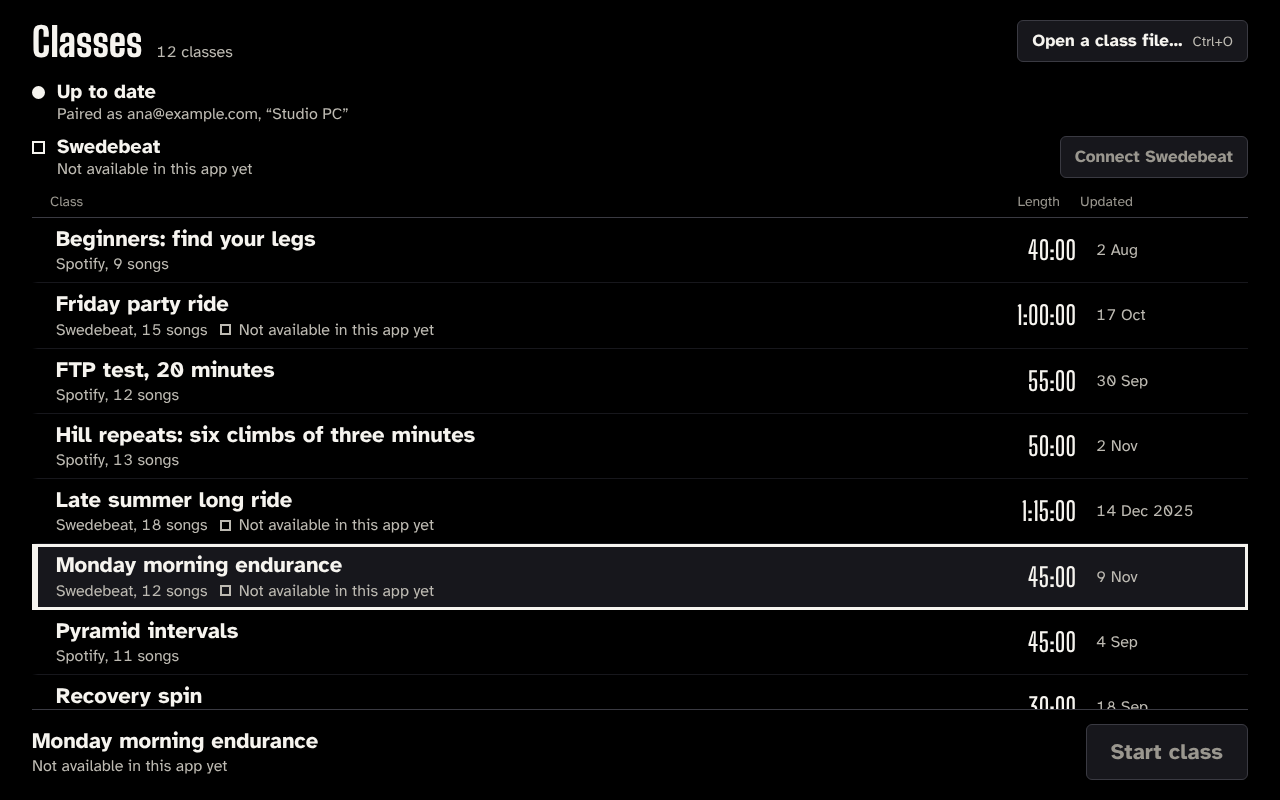 Classes 12 classes
Open a class file... Ctrl+O
Up to date
Paired as ana@example.com, “Studio PC”
Swedebeat
Not available in this app yet
Connect Swedebeat
Class Length Updated
Beginners: find your legs
Spotify, 9 songs
40:00 2 Aug
Friday party ride
Swedebeat, 15 songs Not available in this app yet
1:00:00 17 Oct
FTP test, 20 minutes
Spotify, 12 songs
55:00 30 Sep
Hill repeats: six climbs of three minutes
Spotify, 13 songs
50:00 2 Nov
Late summer long ride
Swedebeat, 18 songs Not available in this app yet
1:15:00 14 Dec 2025
Monday morning endurance
Swedebeat, 12 songs Not available in this app yet
45:00 9 Nov
Pyramid intervals
Spotify, 11 songs
45:00 4 Sep
Recovery spin
30:00 18 Sep
Monday morning endurance
Not available in this app yet
Start class